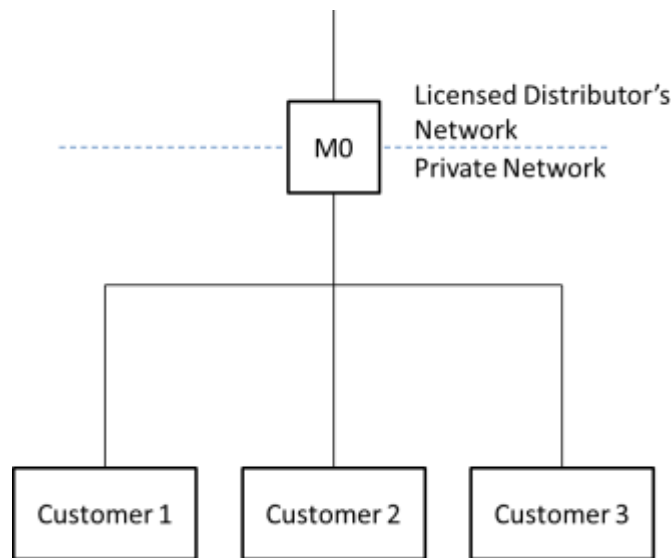 Licensed Distributor's
Network
M0
Private Network
Customer 1
Customer 2
Customer 3